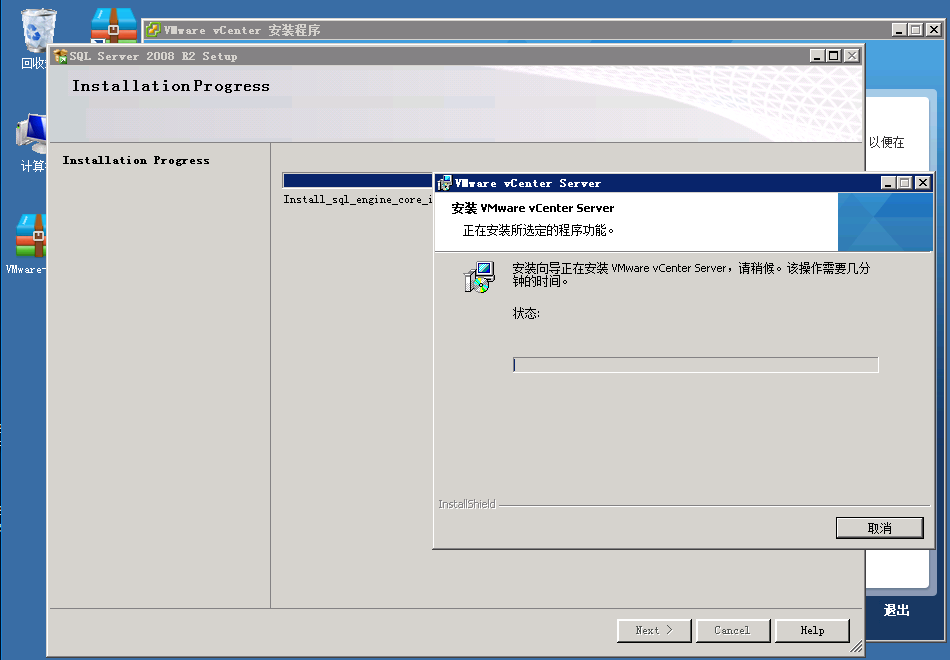 回收
VMware vCenter 安装程序
SQL Server 2008 R2 Setup
Installation Progress
以便在
计算
Installation Progress
Install_sql_engine_core_i
VMware vCenter Server
安装 VMware vCenter Server
正在安装所选定的程序功能。
VMware-
安装向导正在安装 VMware vCenter Server，请稍候。该操作需要几分
钟的时间。
状态:
InstallShield
取消
退出
Next >
Cancel
Help